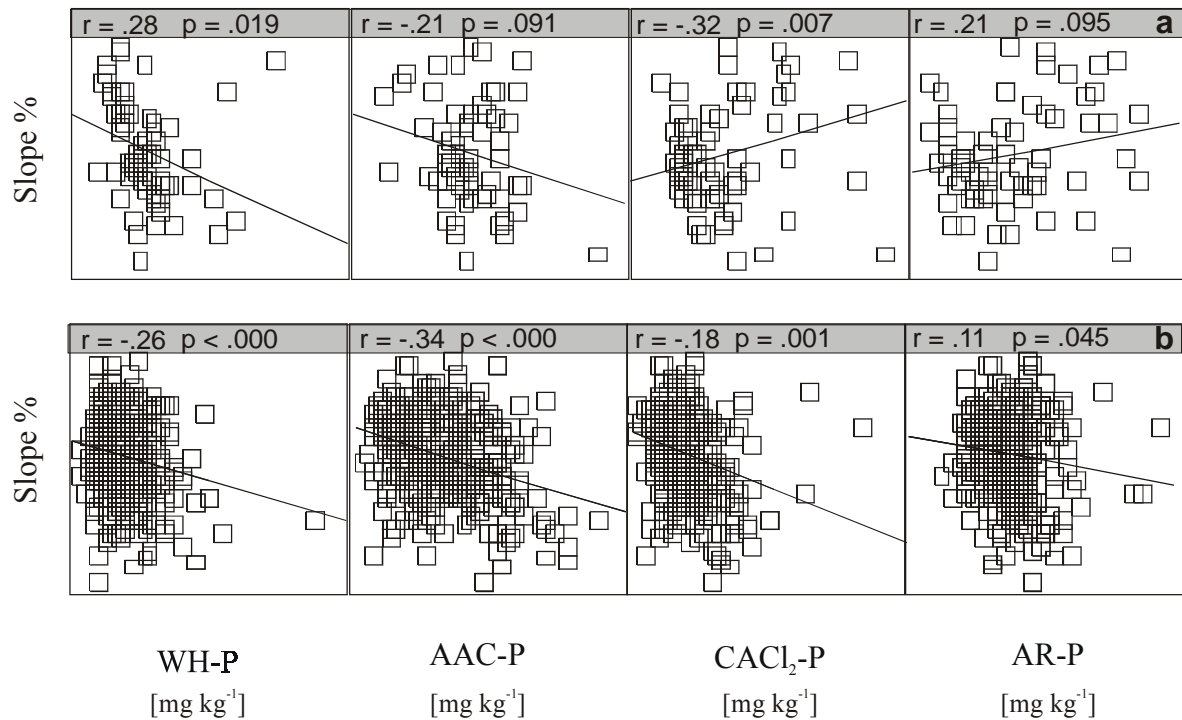 r = .28 p = .019 r = -.21 p = .091 r = -.32 p = .007 r = .21 p = .095 a
Slope %
r = -.26 p < .000 r = -.34 p < .000 r = -.18 p = .001 r = .11 p = .045 b
Slope %
WH-P AAC-P CACl₂-P AR-P
[mg kg⁻¹] [mg kg⁻¹] [mg kg⁻¹] [mg kg⁻¹]